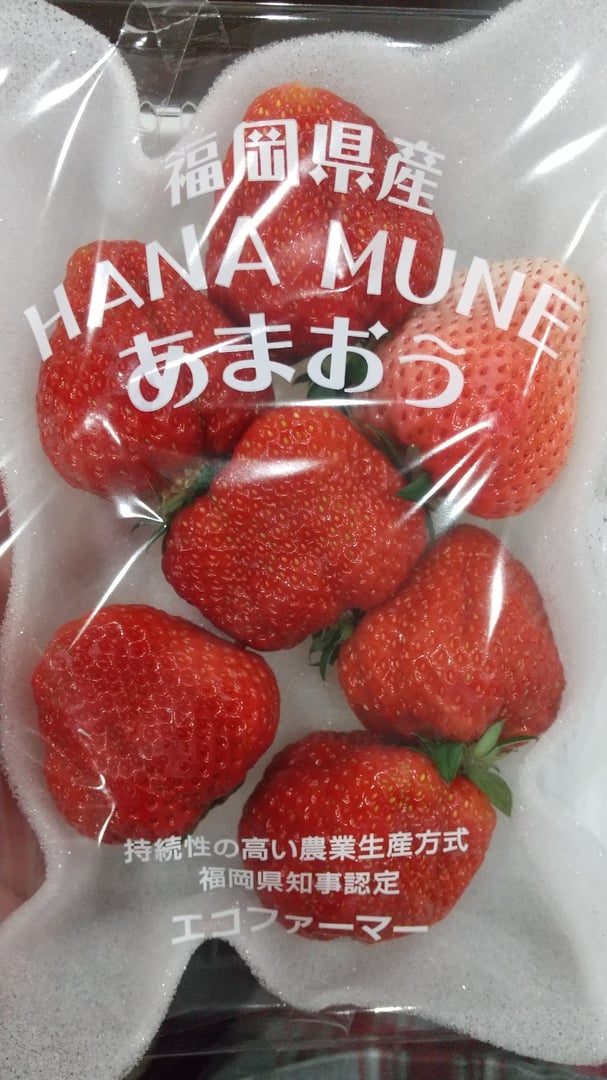 福岡県産
HANA MUNE
あまおう
持続性の高い農業生産方式
福岡県知事認定
エコファーマー